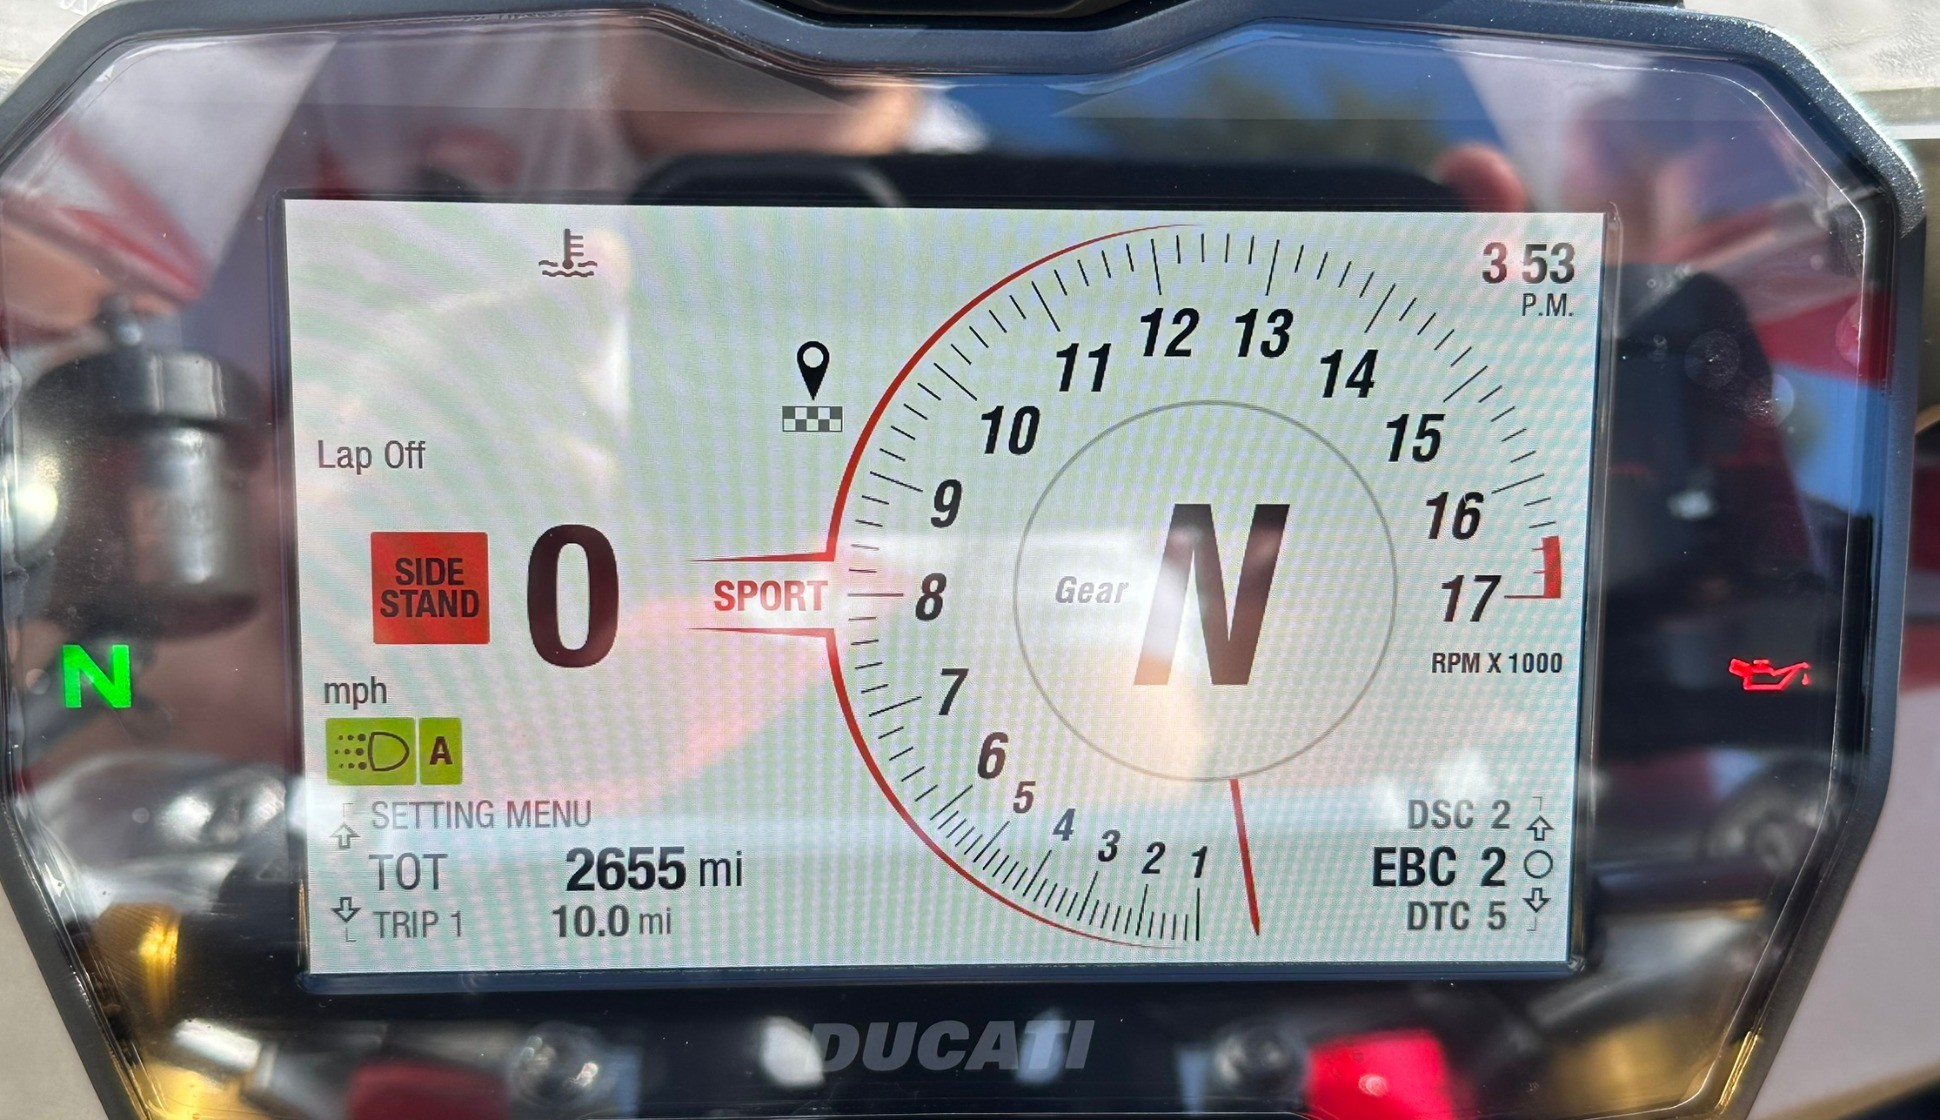 3 53
P.M.
12 13
11 14
10 15
9 16
Lap Off
SIDE
STAND
0
SPORT
8
Gear
N
17
RPM X 1000
N
mph
7
A
6
5
4
3
2
1
SETTING MENU
TOT 2655 mi
TRIP 1 10.0 mi
DSC 2
EBC 2
DTC 5
DUCATI